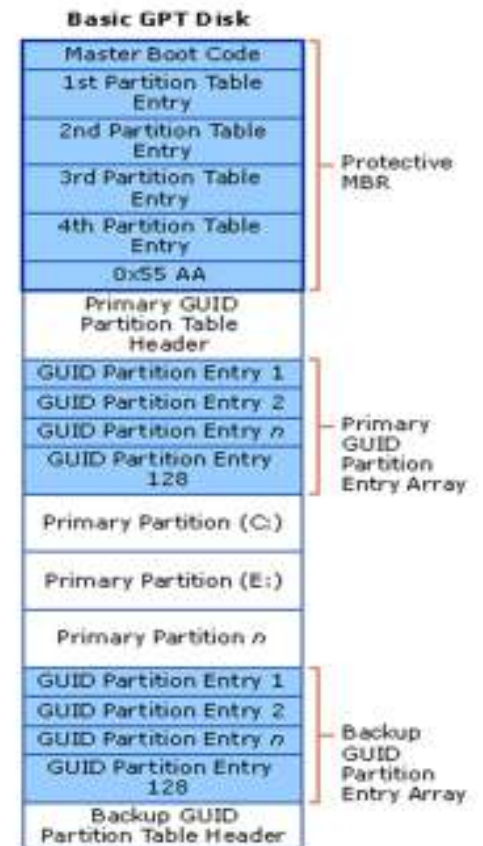 Basic GPT Disk
Master Boot Code
1st Partition Table
Entry
2nd Partition Table
Entry
3rd Partition Table
Entry
4th Partition Table
Entry
0x55 AA
Protective
MBR
Primary GUID
Partition Table
Header
GUID Partition Entry 1
GUID Partition Entry 2
GUID Partition Entry n
GUID Partition Entry
128
Primary
GUID
Partition
Entry Array
Primary Partition (C:)
Primary Partition (E:)
Primary Partition n
GUID Partition Entry 1
GUID Partition Entry 2
GUID Partition Entry n
GUID Partition Entry
128
Backup
GUID
Partition
Entry Array
Backup GUID
Partition Table Header